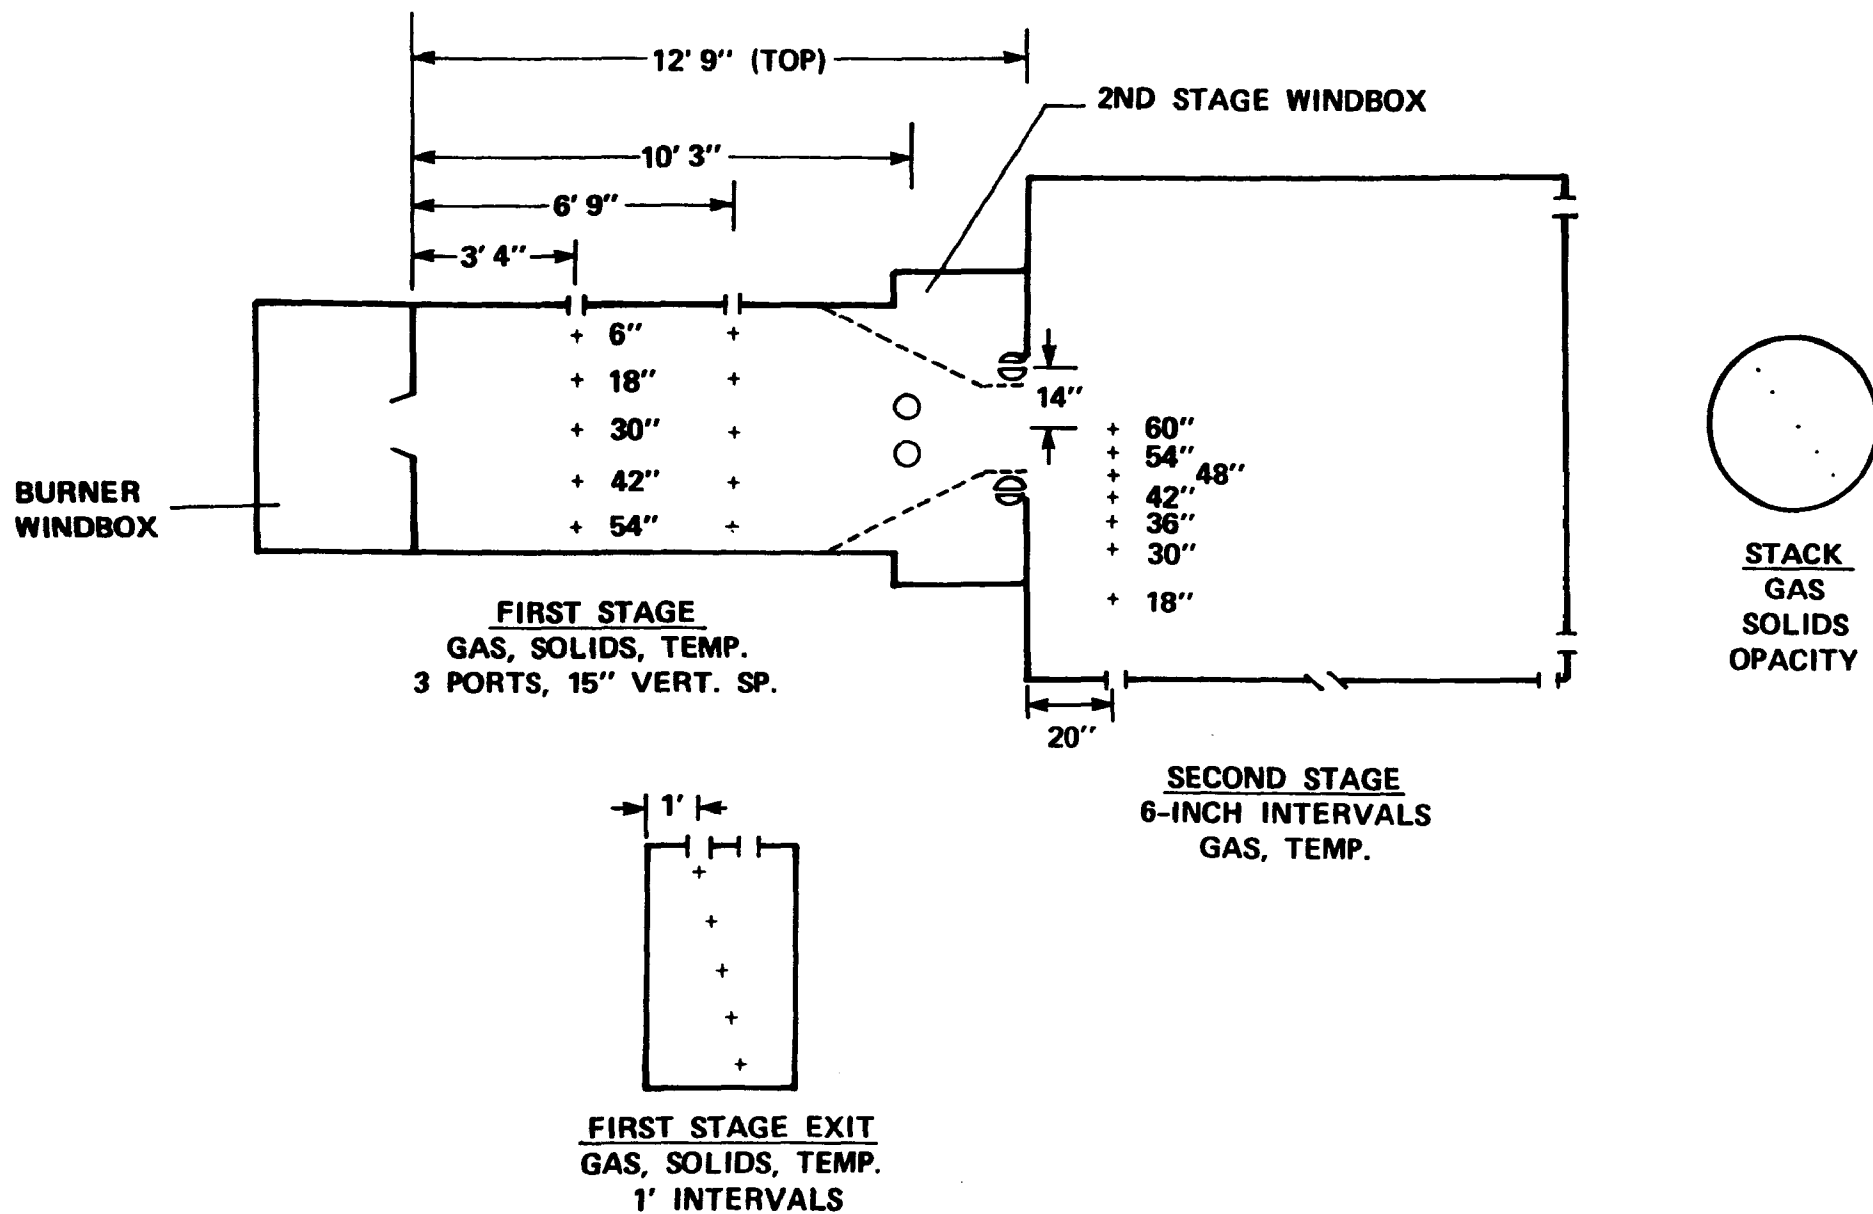 12' 9" (TOP)
2ND STAGE WINDBOX
10' 3"
6' 9"
3' 4"
6"
18"
30"
42"
54"
14"
60"
54"
48"
42"
36"
30"
18"
BURNER
WINDBOX
FIRST STAGE
GAS, SOLIDS, TEMP.
3 PORTS, 15" VERT. SP.
STACK
GAS
SOLIDS
OPACITY
20"
SECOND STAGE
6-INCH INTERVALS
GAS, TEMP.
1'
FIRST STAGE EXIT
GAS, SOLIDS, TEMP.
1' INTERVALS